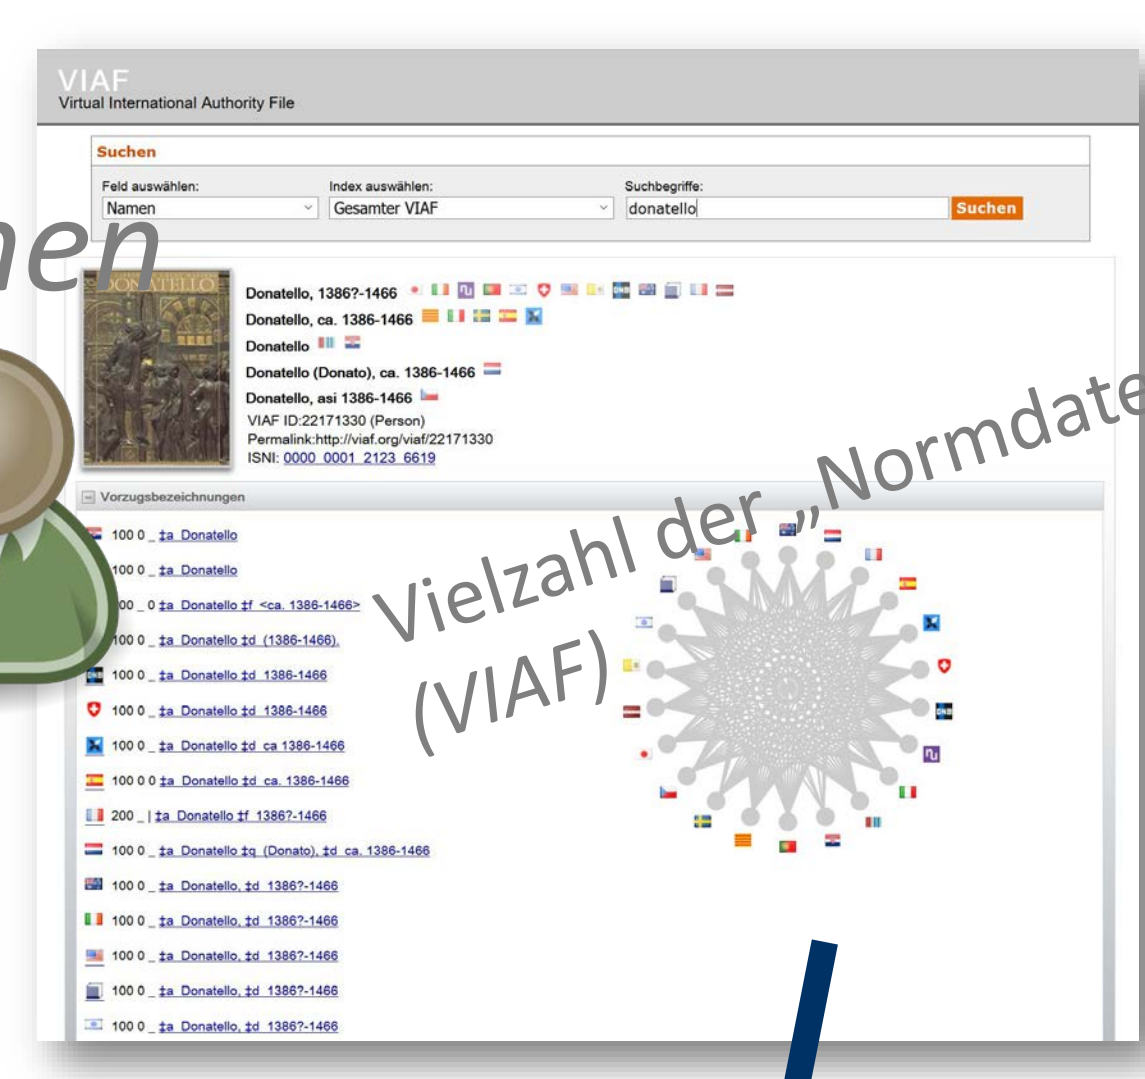 VIAF
Virtual International Authority File
Suchen
Feld auswählen: Index auswählen: Suchbegriffe:
Namen Gesamter VIAF donatello Suchen
nen
DONATELLO
Donatello, 1386?-1466
Donatello, ca. 1386-1466
Donatello
Donatello (Donato), ca. 1386-1466
Donatello, asi 1386-1466
VIAF ID:22171330 (Person)
Permalink:http://viaf.org/viaf/22171330
ISNI: 0000 0001 2123 6619
Vielzahl der „Normdate
(VIAF)
Vorzugsbezeichnungen
100 0 _ ‡a Donatello
100 0 _ ‡a Donatello
00 _ 0 ‡a Donatello ‡f <ca. 1386-1466>
100 0 _ ‡a Donatello ‡d (1386-1466).
100 0 _ ‡a Donatello ‡d 1386-1466
100 0 _ ‡a Donatello ‡d 1386-1466
100 0 _ ‡a Donatello ‡d ca 1386-1466
100 0 0 ‡a Donatello ‡d ca. 1386-1466
200 _ | ‡a Donatello ‡f 1386?-1466
100 0 _ ‡a Donatello ‡q (Donato), ‡d ca. 1386-1466
100 0 _ ‡a Donatello, ‡d 1386?-1466
100 0 _ ‡a Donatello, ‡d 1386?-1466
100 0 _ ‡a Donatello, ‡d 1386?-1466
100 0 _ ‡a Donatello, ‡d 1386?-1466
100 0 _ ‡a Donatello, ‡d 1386?-1466